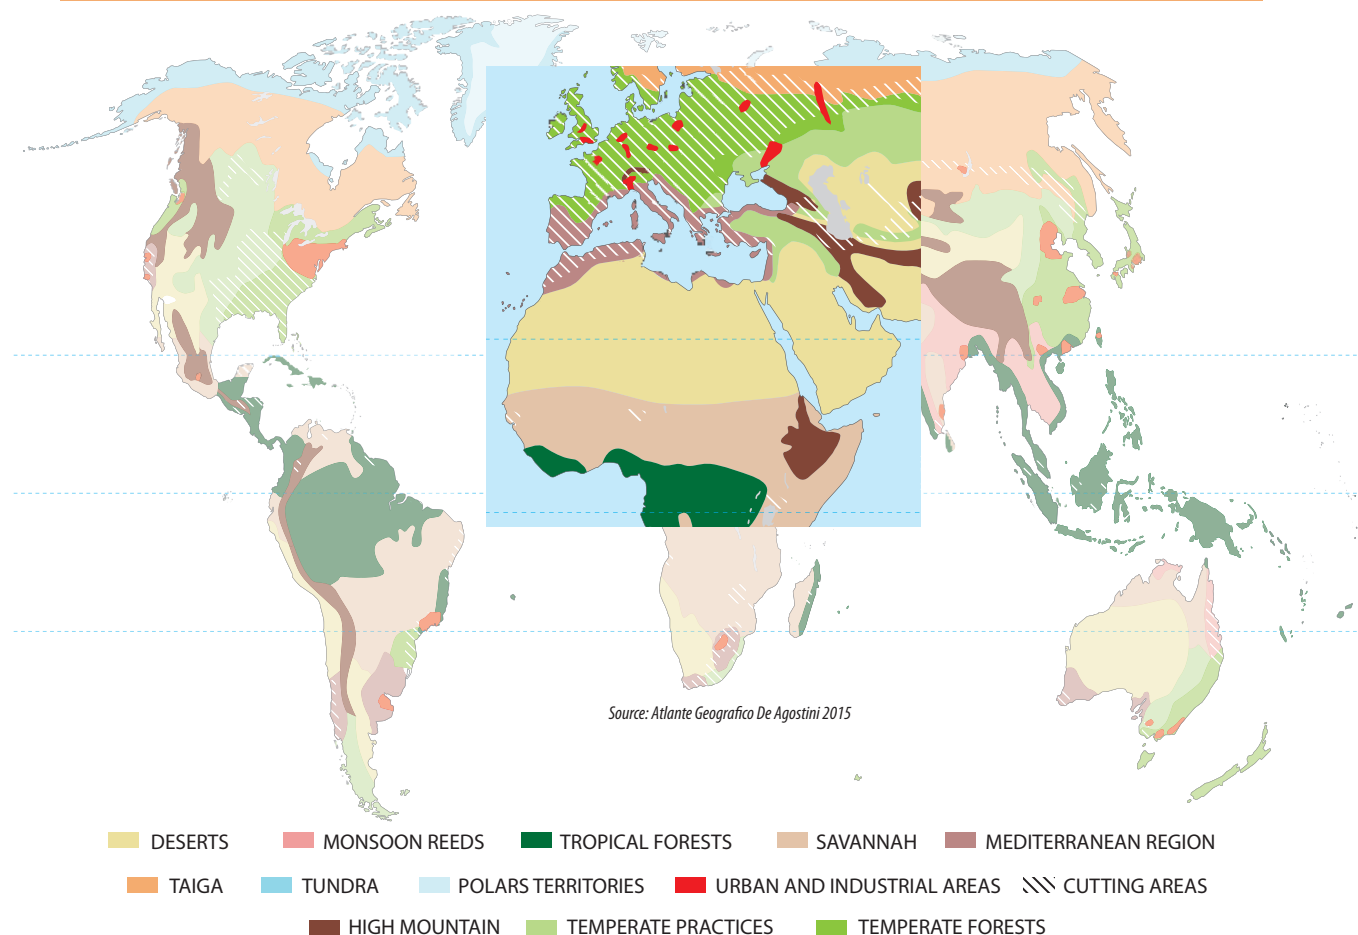 Source: Atlante Geografico De Agostini 2015
DESERTS MONSOON REEDS TROPICAL FORESTS SAVANNAH MEDITERRANEAN REGION
TAIGA TUNDRA POLARS TERRITORIES URBAN AND INDUSTRIAL AREAS CUTTING AREAS
HIGH MOUNTAIN TEMPERATE PRACTICES TEMPERATE FORESTS